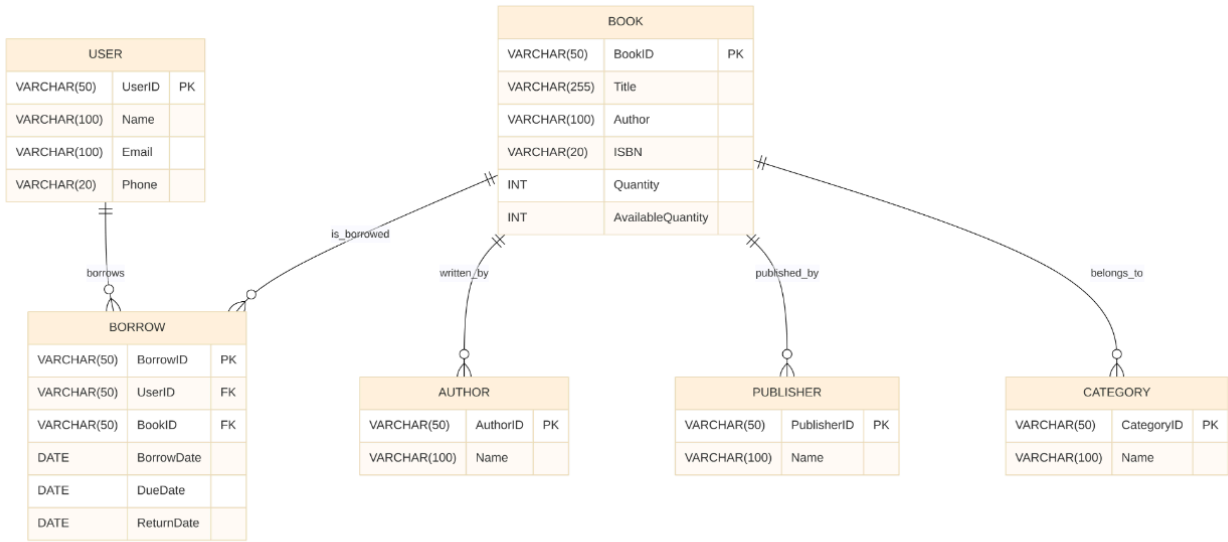 USER
VARCHAR(50) UserID PK
VARCHAR(100) Name
VARCHAR(100) Email
VARCHAR(20) Phone
BOOK
VARCHAR(50) BookID PK
VARCHAR(255) Title
VARCHAR(100) Author
VARCHAR(20) ISBN
INT Quantity
INT AvailableQuantity
borrows
is_borrowed
written_by
published_by
belongs_to
BORROW
VARCHAR(50) BorrowID PK
VARCHAR(50) UserID FK
VARCHAR(50) BookID FK
DATE BorrowDate
DATE DueDate
DATE ReturnDate
AUTHOR
VARCHAR(50) AuthorID PK
VARCHAR(100) Name
PUBLISHER
VARCHAR(50) PublisherID PK
VARCHAR(100) Name
CATEGORY
VARCHAR(50) CategoryID PK
VARCHAR(100) Name